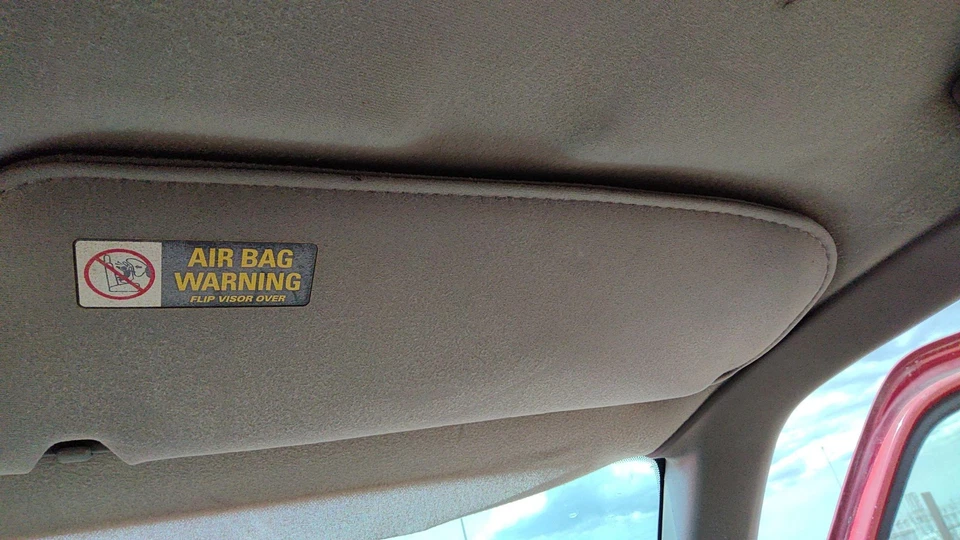 AIR BAG
WARNING
FLIP VISOR OVER